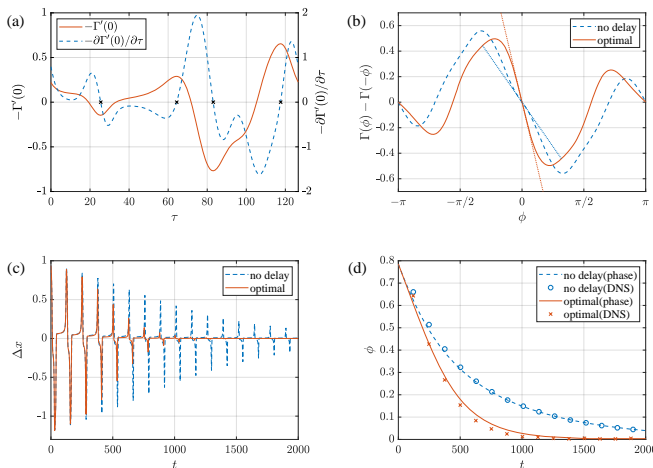 (a)
−Γ′(0)
−∂Γ′(0)/∂τ
1
0.5
0
-0.5
-1
2
1
0
-1
-2
0 20 40 60 80 100 120
−Γ′(0)
−∂Γ′(0)/∂τ
τ
(b)
no delay
optimal
0.6
0.4
0.2
0
-0.2
-0.4
-0.6
−π −π/2 0 π/2 π
Γ(ϕ) − Γ(−ϕ)
ϕ
(c)
no delay
optimal
1
0.5
0
-0.5
-1
0 500 1000 1500 2000
Δx
t
(d)
no delay(phase)
no delay(DNS)
optimal(phase)
optimal(DNS)
0.8
0.7
0.6
0.5
0.4
0.3
0.2
0.1
0
0 500 1000 1500 2000
ϕ
t